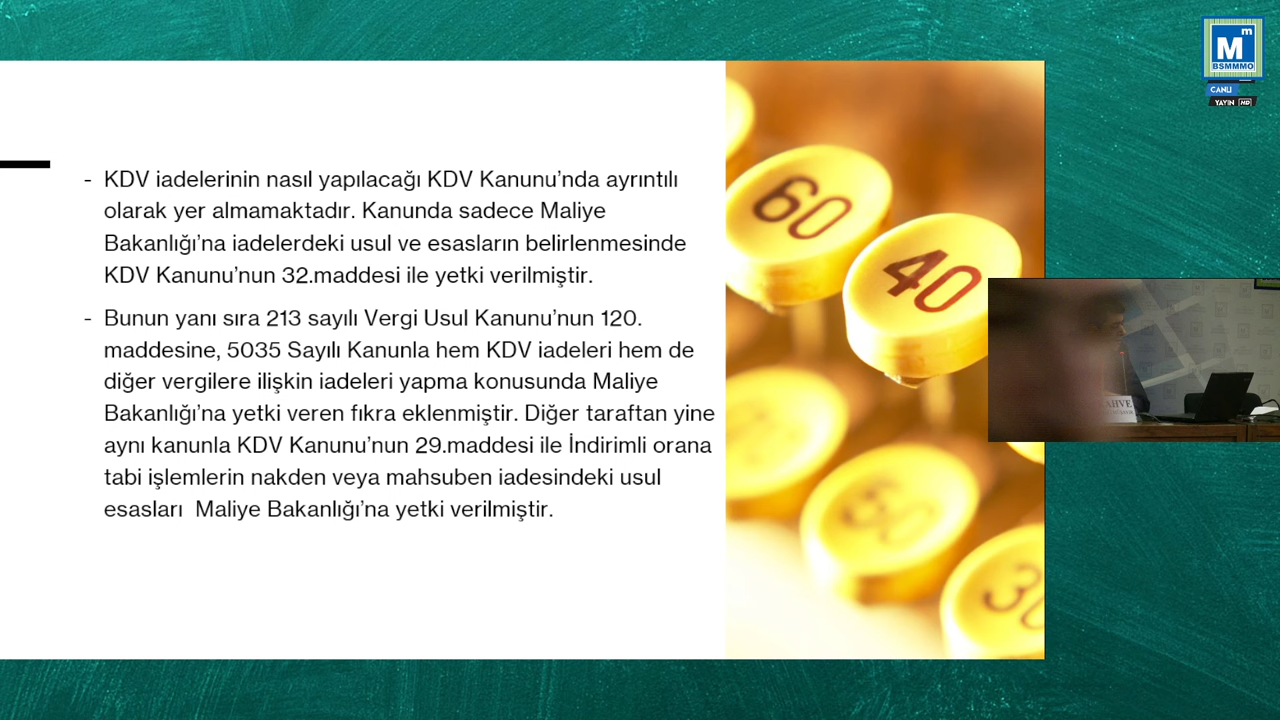 - KDV iadelerinin nasıl yapılacağı KDV Kanunu’nda ayrıntılı
olarak yer almamaktadır. Kanunda sadece Maliye
Bakanlığı’na iadelerdeki usul ve esasların belirlenmesinde
KDV Kanunu’nun 32.maddesi ile yetki verilmiştir.
- Bunun yanı sıra 213 sayılı Vergi Usul Kanunu’nun 120.
maddesine, 5035 Sayılı Kanunla hem KDV iadeleri hem de
diğer vergilere ilişkin iadeleri yapma konusunda Maliye
Bakanlığı’na yetki veren fıkra eklenmiştir. Diğer taraftan yine
aynı kanunla KDV Kanunu’nun 29.maddesi ile İndirimli orana
tabi işlemlerin nakden veya mahsuben iadesindeki usul
esasları  Maliye Bakanlığı’na yetki verilmiştir.
60
40
50
30
Mm
BSMMMO
CANLI
YAYIN HD